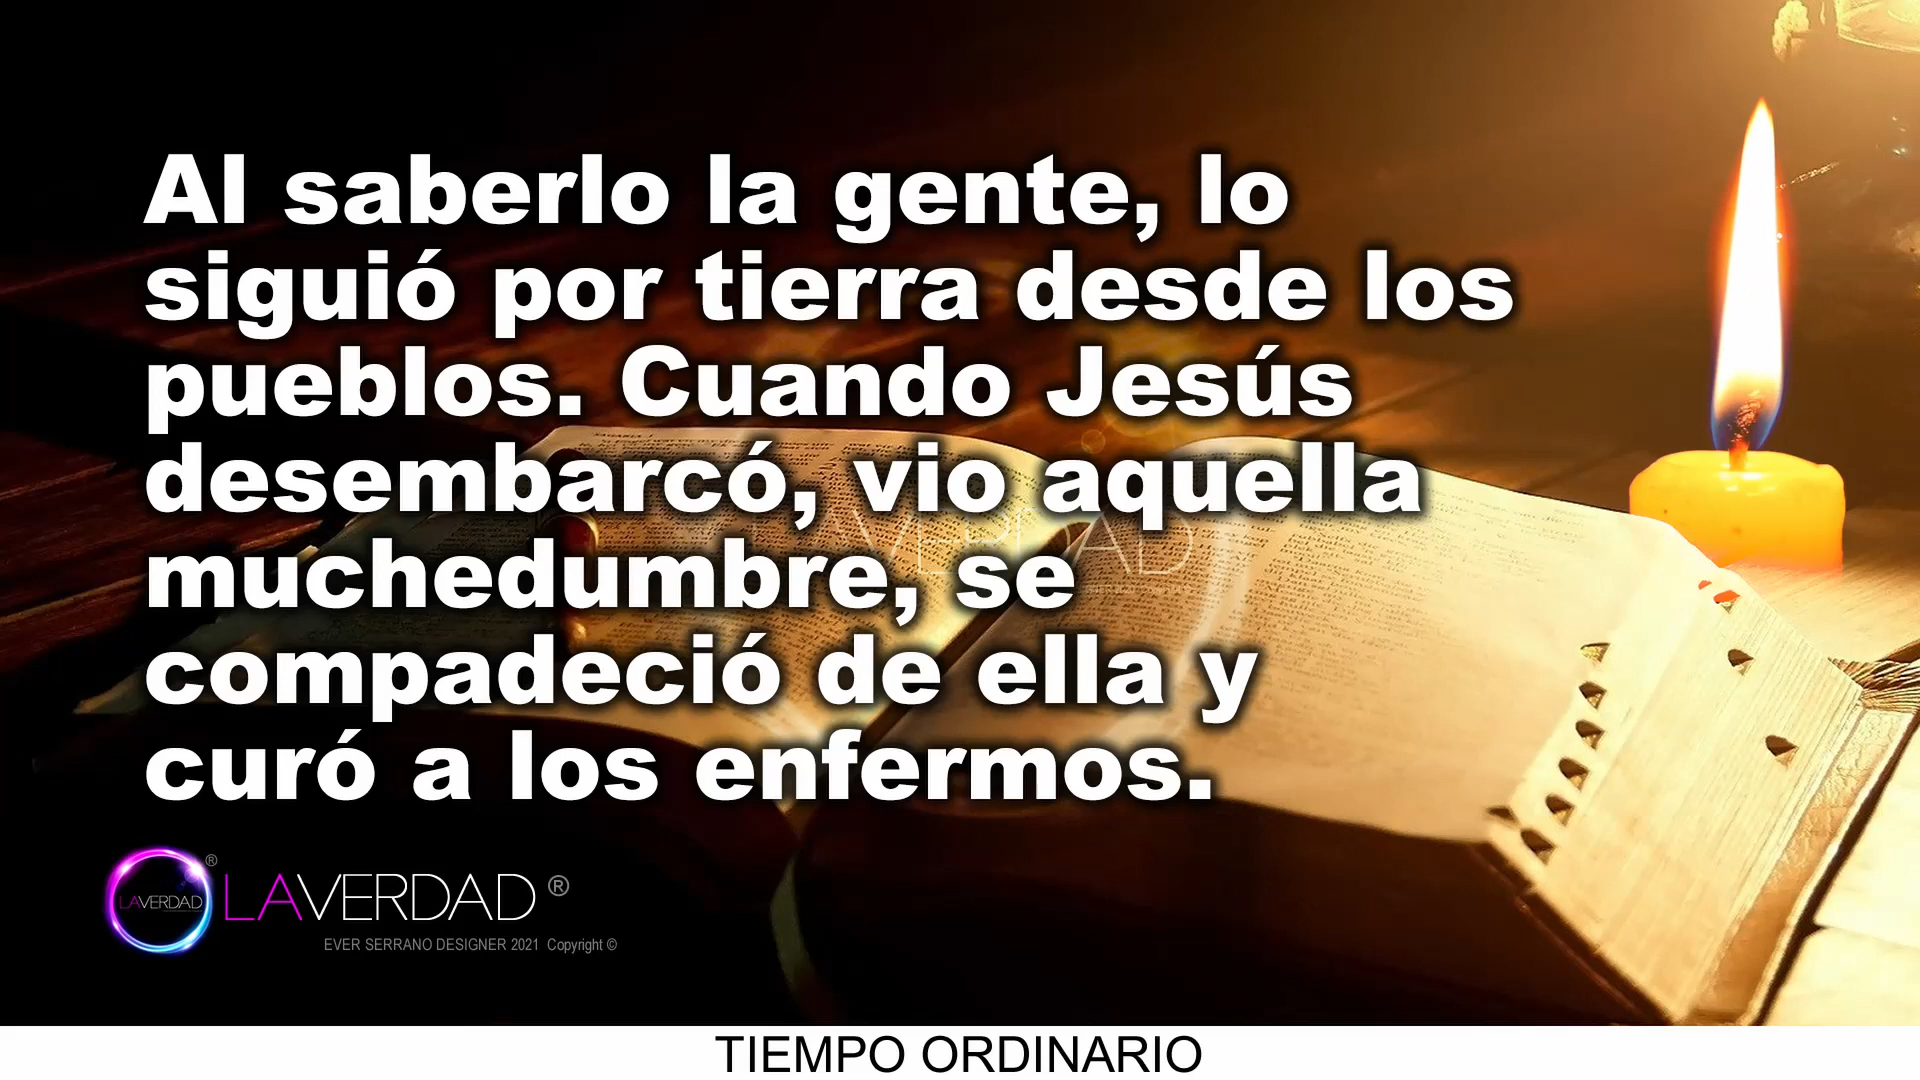 Al saberlo la gente, lo
siguió por tierra desde los
pueblos. Cuando Jesús
desembarcó, vio aquella
muchedumbre, se
compadeció de ella y
curó a los enfermos.
LAVERDAD ®
LAVERDAD ®
EVER SERRANO DESIGNER 2021 Copyright ©
TIEMPO ORDINARIO